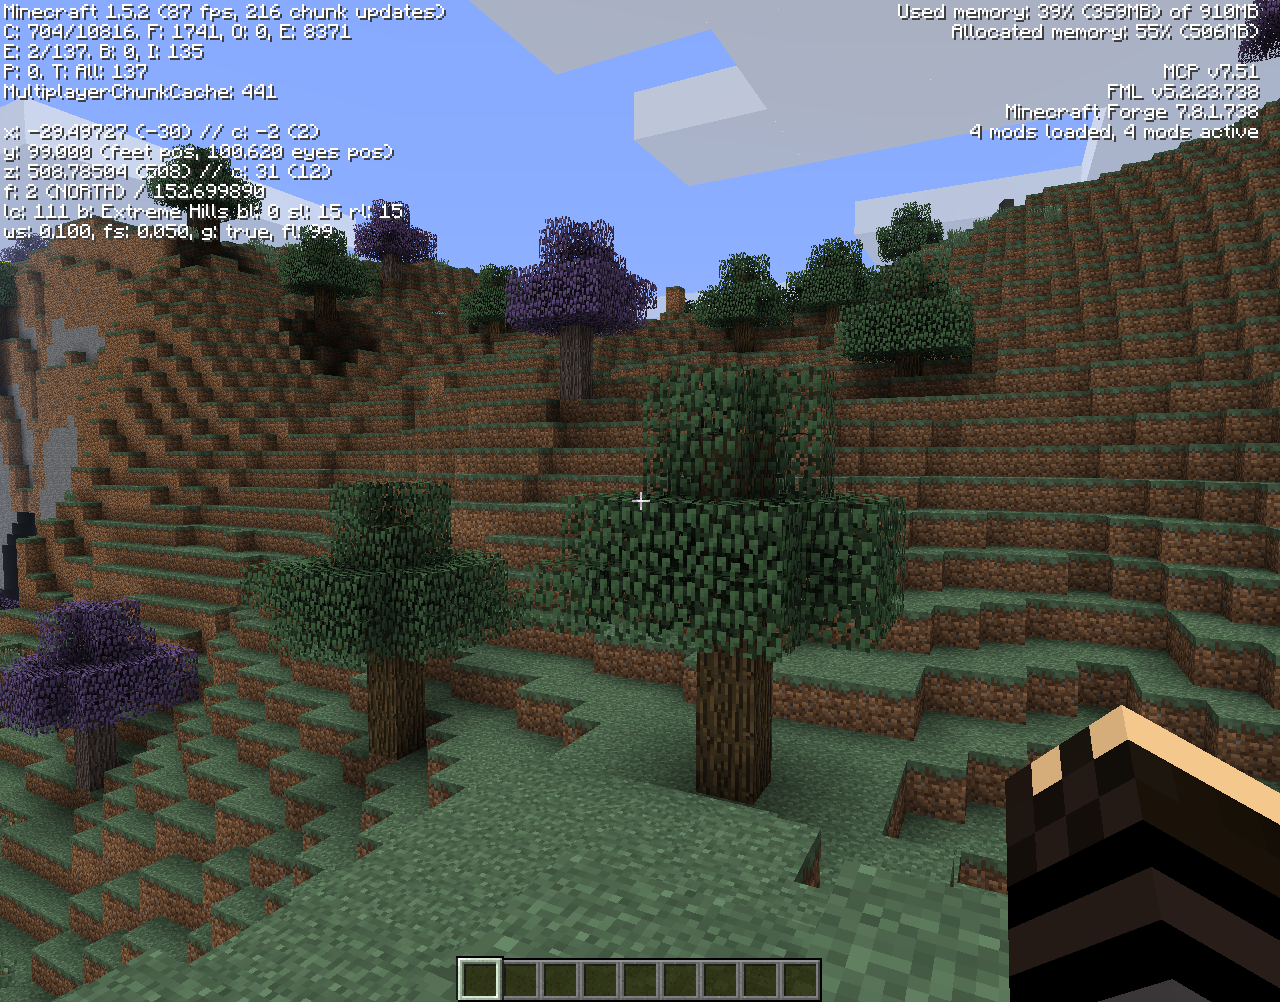 Minecraft 1.5.2 (87 fps, 216 chunk updates)
C: 704/10816. F: 1741, O: 0, E: 8371
E: 2/137. B: 0, I: 135
P: 0. T: All: 137
MultiplayerChunkCache: 441
x: -29.49727 (-30) // c: -2 (2)
y: 99.000 (feet pos, 100.620 eyes pos)
z: 508.78504 (508) // c: 31 (12)
f: 2 (NORTH) / 152.699890
lc: 111 b: Extreme Hills bl: 0 sl: 15 rl: 15
ws: 0.100, fs: 0.050, g: true, fl: 99
Used memory: 39% (359MB) of 910MB
Allocated memory: 55% (506MB)
MCP v7.51
FML v5.2.23.738
Minecraft Forge 7.8.1.738
4 mods loaded, 4 mods active